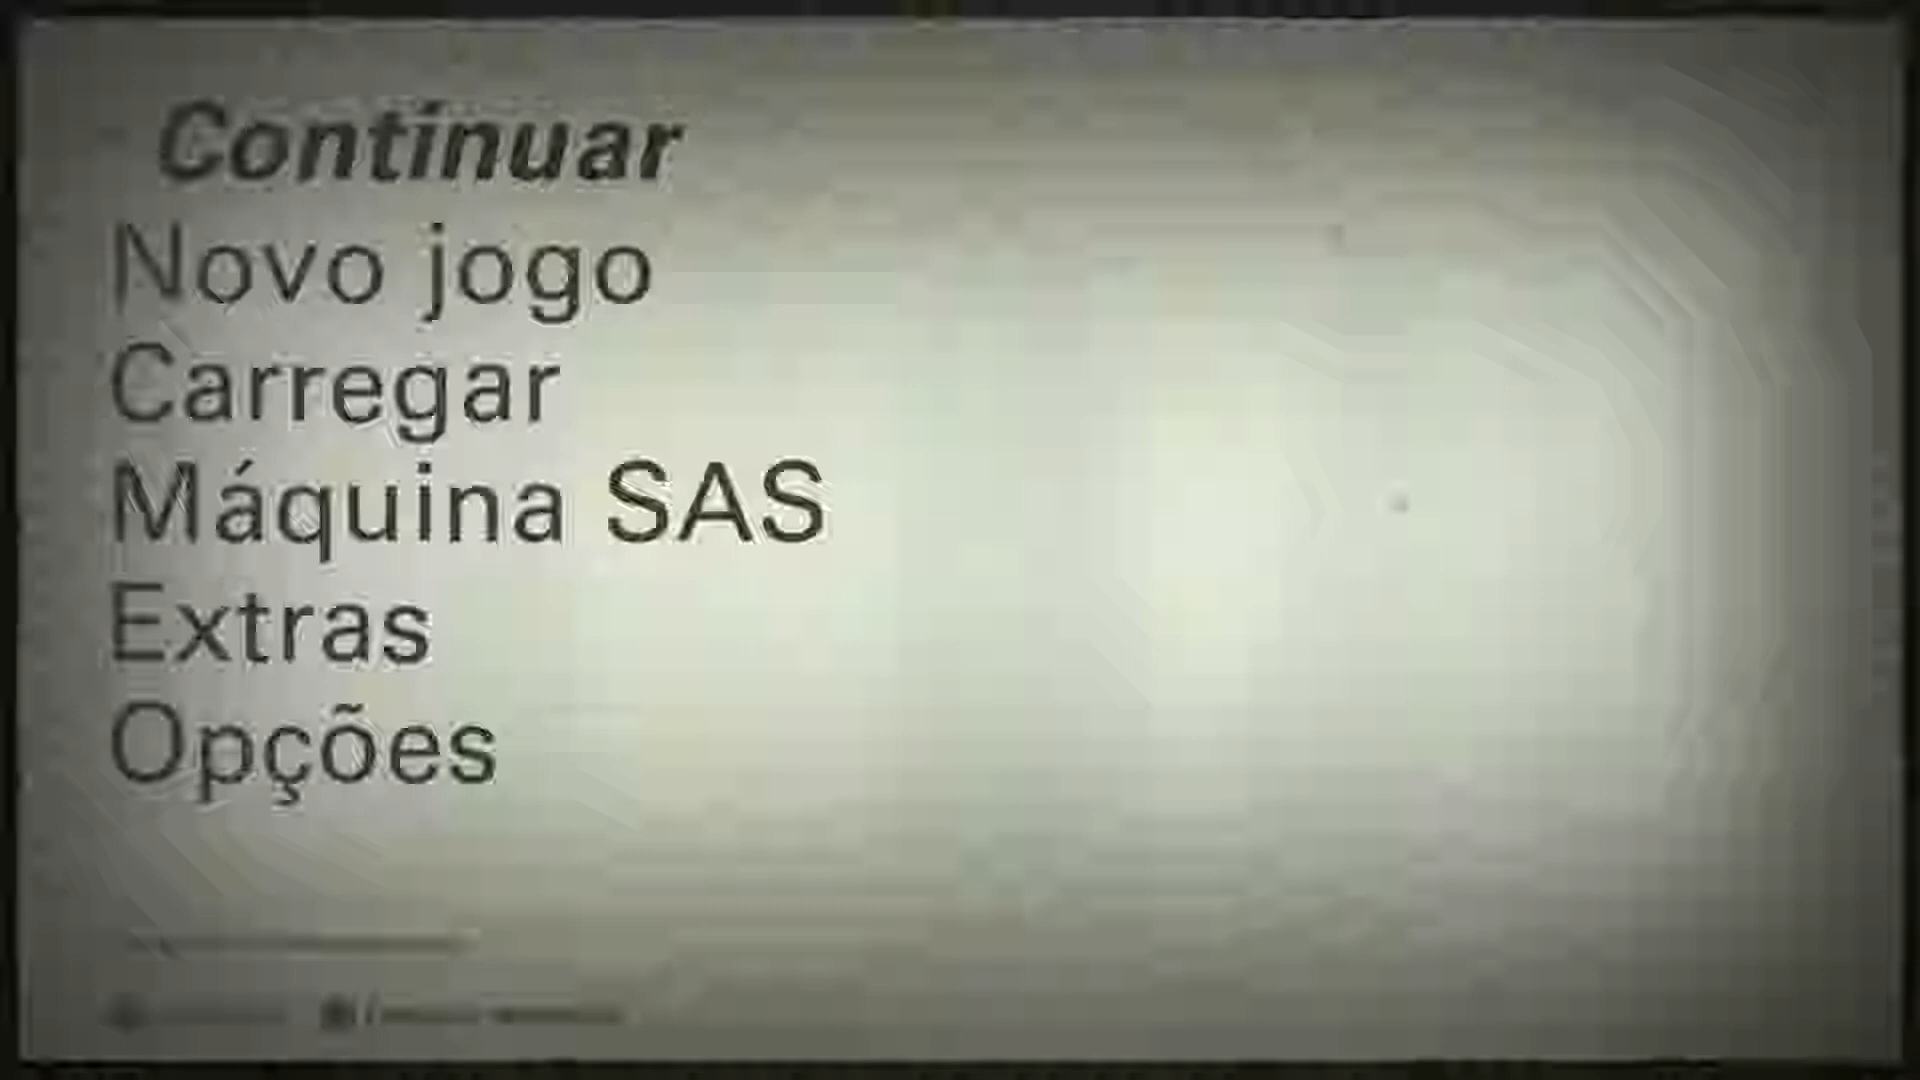 Continuar
Novo jogo
Carregar
Máquina SAS
Extras
Opções